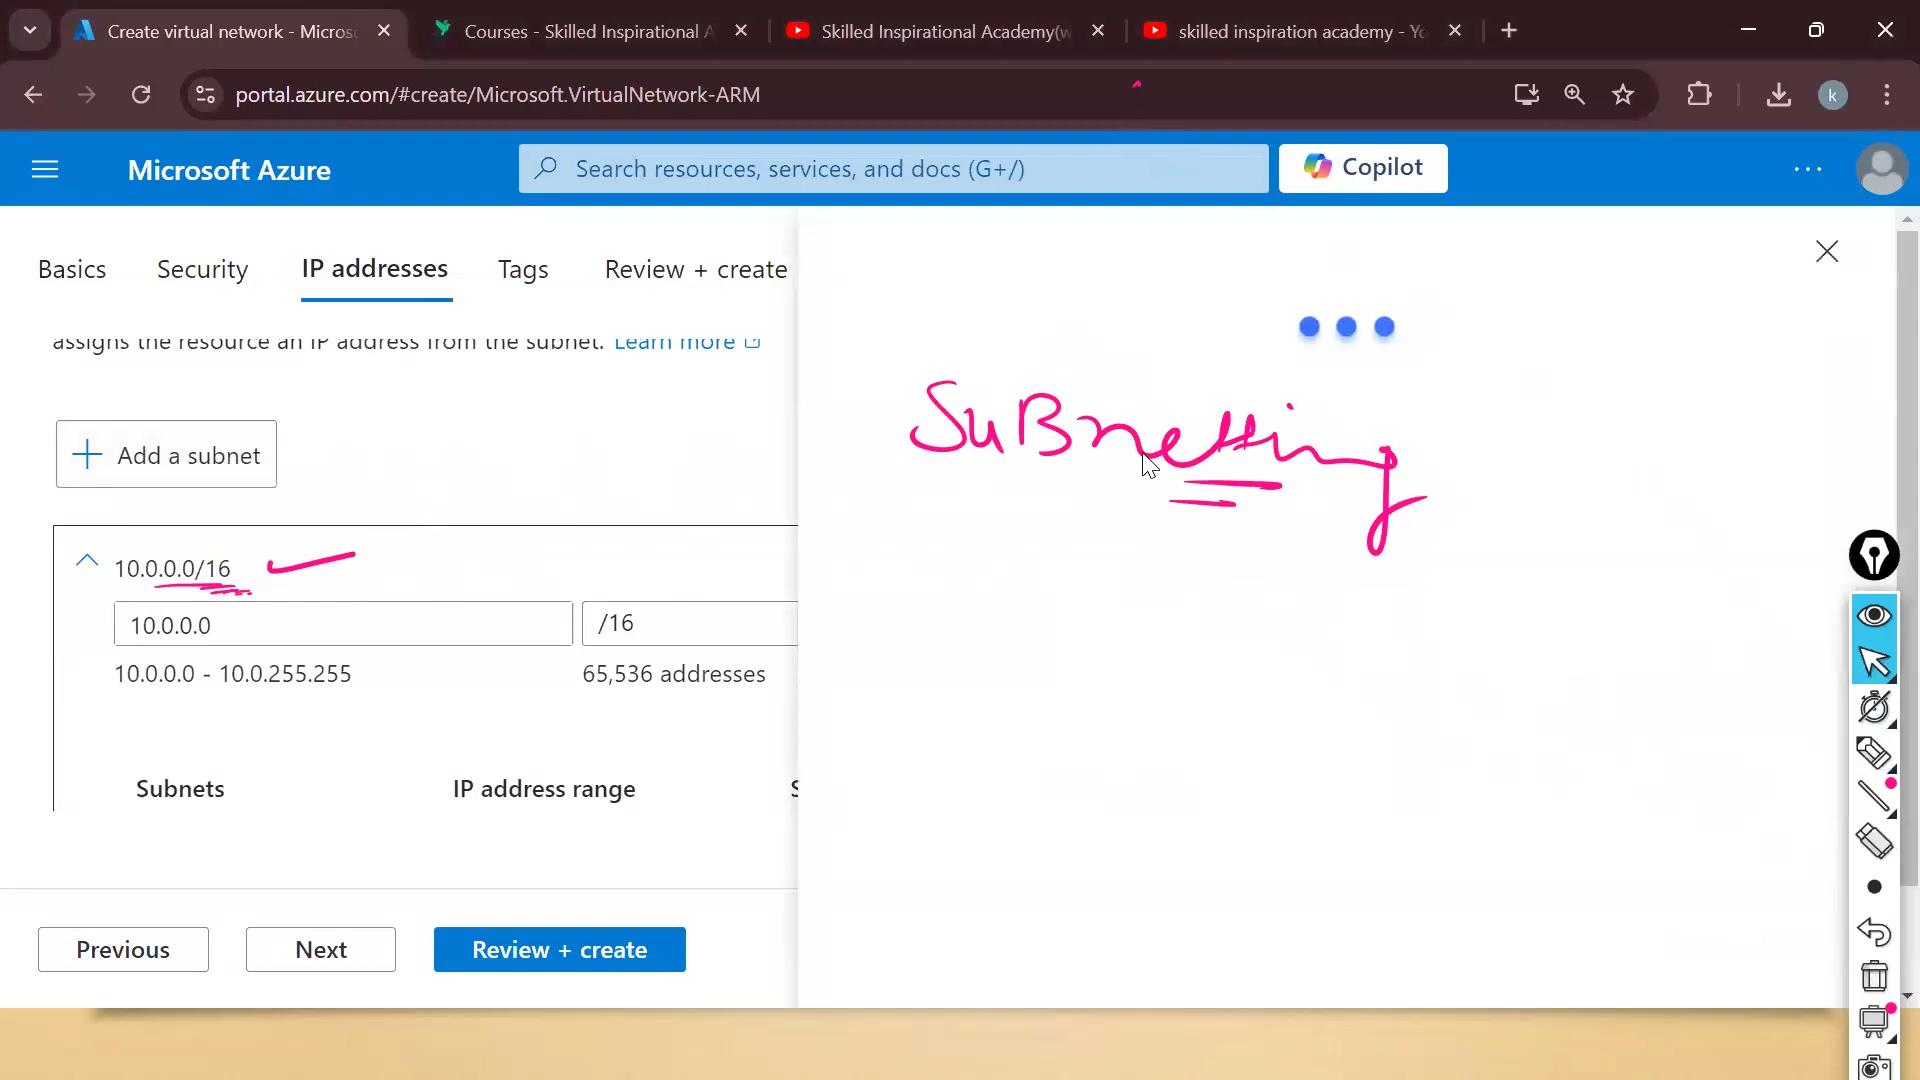 Create virtual network - Micros
Courses - Skilled Inspirational A
Skilled Inspirational Academy(w
skilled inspiration academy - Yo
portal.azure.com/#create/Microsoft.VirtualNetwork-ARM
k
Microsoft Azure
Search resources, services, and docs (G+/)
Copilot
Basics
Security
IP addresses
Tags
Review + create
assigns the resource an IP address from the subnet. Learn more
Add a subnet
SuBnetting
10.0.0.0/16
10.0.0.0
/16
10.0.0.0 - 10.0.255.255
65,536 addresses
Subnets
IP address range
S
Previous
Next
Review + create